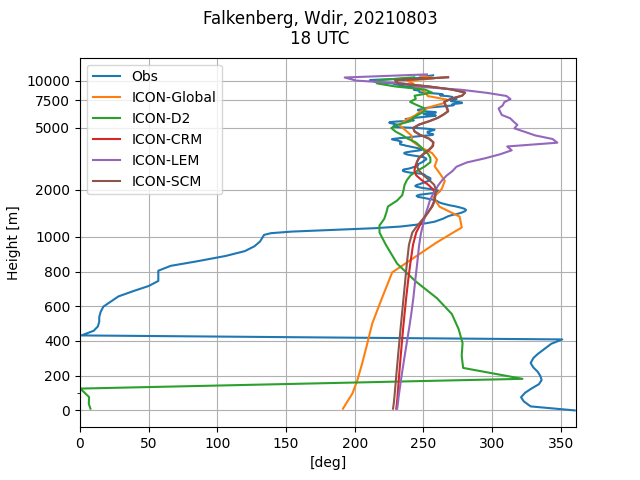 Falkenberg, Wdir, 20210803
18 UTC
Obs
ICON-Global
ICON-D2
ICON-CRM
ICON-LEM
ICON-SCM
10000
7500
5000
2000
1000
800
600
400
200
0
Height [m]
0 50 100 150 200 250 300 350
[deg]